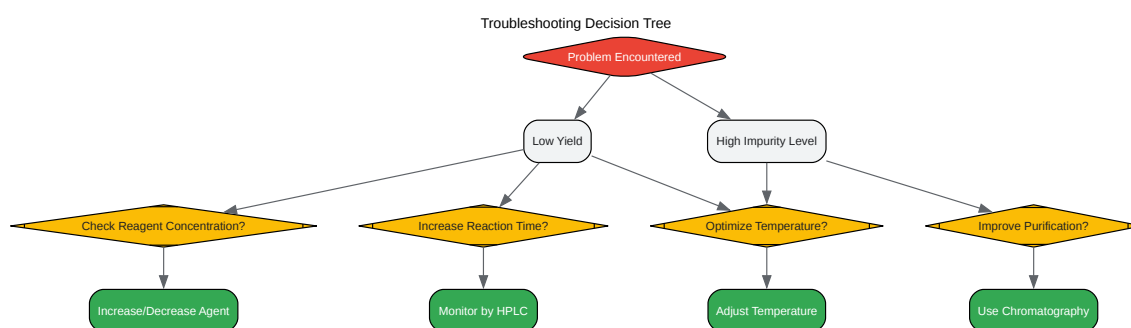 Troubleshooting Decision Tree
Problem Encountered
Low Yield
High Impurity Level
Check Reagent Concentration?
Increase Reaction Time?
Optimize Temperature?
Improve Purification?
Increase/Decrease Agent
Monitor by HPLC
Adjust Temperature
Use Chromatography